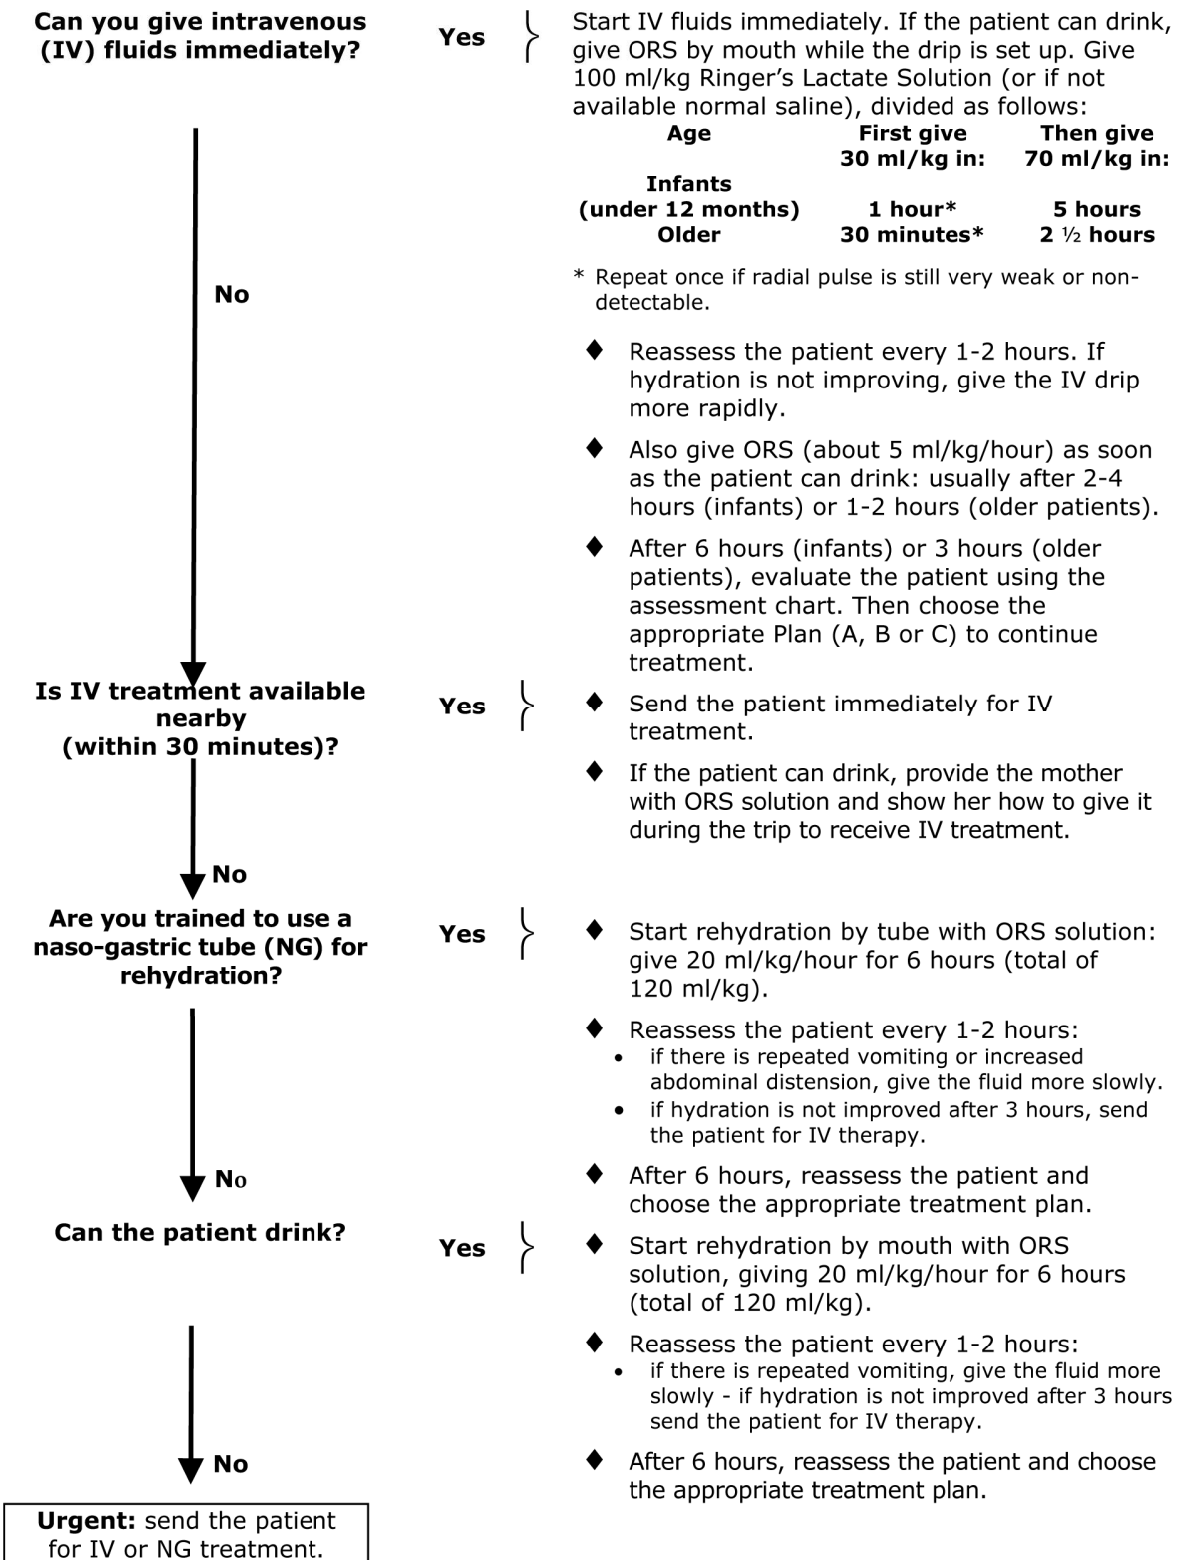 Can you give intravenous
(IV) fluids immediately?
Yes
Start IV fluids immediately. If the patient can drink,
give ORS by mouth while the drip is set up. Give
100 ml/kg Ringer’s Lactate Solution (or if not
available normal saline), divided as follows:
Age First give Then give
30 ml/kg in: 70 ml/kg in:
Infants
(under 12 months) 1 hour* 5 hours
Older 30 minutes* 2 ½ hours
* Repeat once if radial pulse is still very weak or non-
detectable.
No
♦ Reassess the patient every 1-2 hours. If
hydration is not improving, give the IV drip
more rapidly.
♦ Also give ORS (about 5 ml/kg/hour) as soon
as the patient can drink: usually after 2-4
hours (infants) or 1-2 hours (older patients).
♦ After 6 hours (infants) or 3 hours (older
patients), evaluate the patient using the
assessment chart. Then choose the
appropriate Plan (A, B or C) to continue
treatment.
Is IV treatment available
nearby
(within 30 minutes)?
Yes
♦ Send the patient immediately for IV
treatment.
♦ If the patient can drink, provide the mother
with ORS solution and show her how to give it
during the trip to receive IV treatment.
No
Are you trained to use a
naso-gastric tube (NG) for
rehydration?
Yes
♦ Start rehydration by tube with ORS solution:
give 20 ml/kg/hour for 6 hours (total of
120 ml/kg).
♦ Reassess the patient every 1-2 hours:
• if there is repeated vomiting or increased
abdominal distension, give the fluid more slowly.
• if hydration is not improved after 3 hours, send
the patient for IV therapy.
♦ After 6 hours, reassess the patient and
choose the appropriate treatment plan.
No
Can the patient drink?
Yes
♦ Start rehydration by mouth with ORS
solution, giving 20 ml/kg/hour for 6 hours
(total of 120 ml/kg).
♦ Reassess the patient every 1-2 hours:
• if there is repeated vomiting, give the fluid more
slowly - if hydration is not improved after 3 hours
send the patient for IV therapy.
♦ After 6 hours, reassess the patient and choose
the appropriate treatment plan.
No
Urgent: send the patient
for IV or NG treatment.